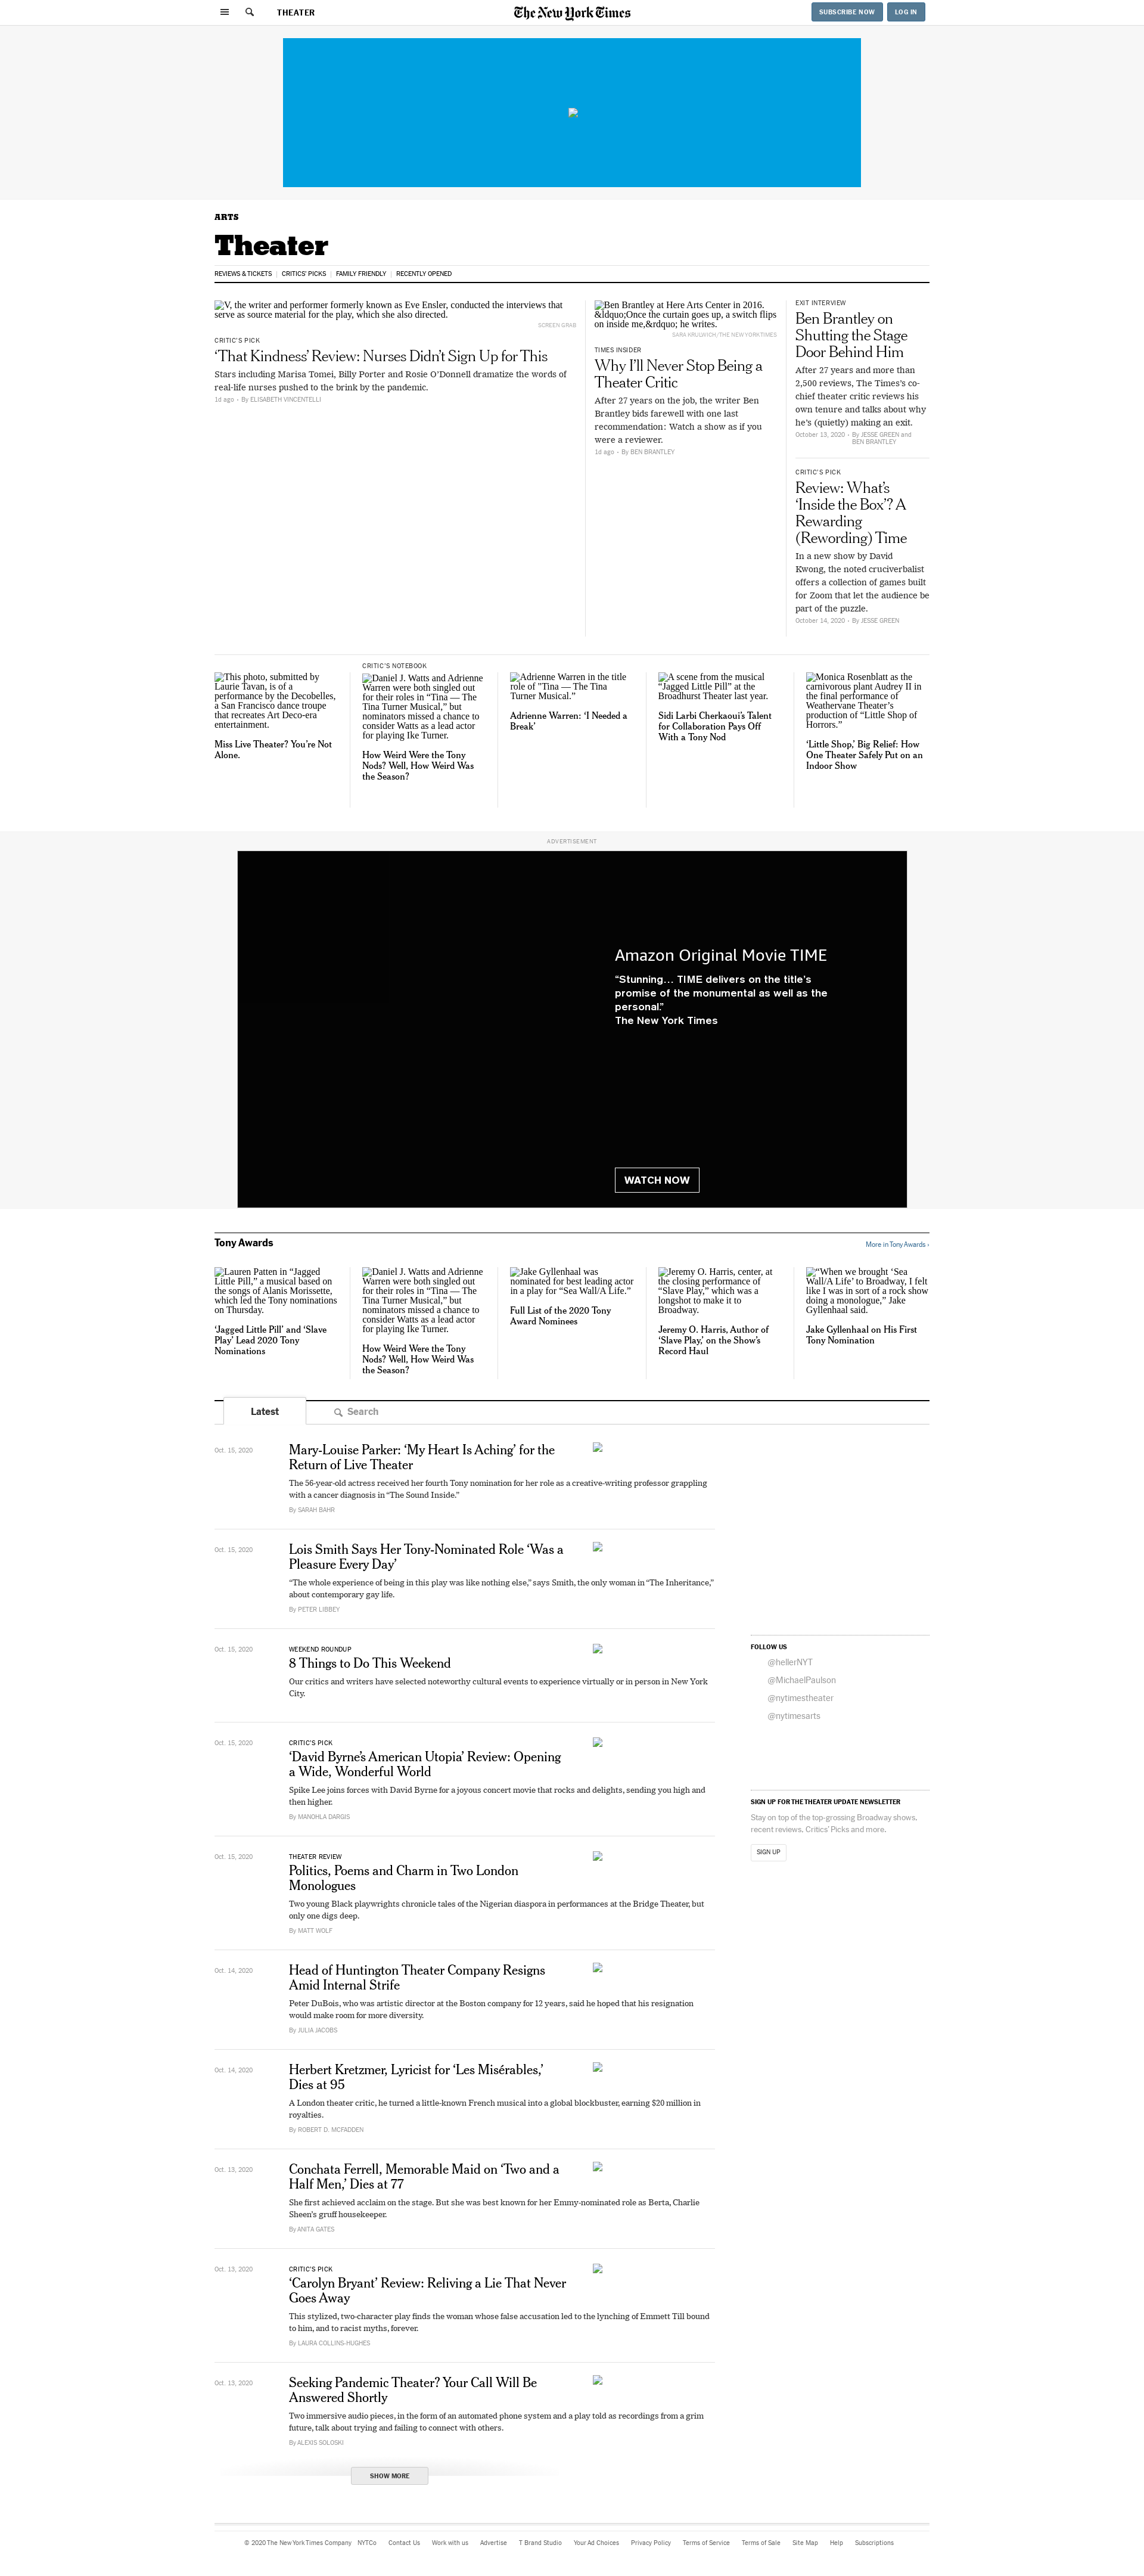 THEATER
The New York Times
SUBSCRIBE NOW
LOG IN
ARTS
Theater
REVIEWS & TICKETS
CRITICS' PICKS
FAMILY FRIENDLY
RECENTLY OPENED
V, the writer and performer formerly known as Eve Ensler, conducted the interviews that
serve as source material for the play, which she also directed.
SCREEN GRAB
CRITIC'S PICK
‘That Kindness’ Review: Nurses Didn’t Sign Up for This
Stars including Marisa Tomei, Billy Porter and Rosie O’Donnell dramatize the words of
real-life nurses pushed to the brink by the pandemic.
1d ago • By ELISABETH VINCENTELLI
Ben Brantley at Here Arts Center in 2016.
&ldquo;Once the curtain goes up, a switch flips
on inside me,&rdquo; he writes.
SARA KRULWICH/THE NEW YORK TIMES
TIMES INSIDER
Why I’ll Never Stop Being a
Theater Critic
After 27 years on the job, the writer Ben
Brantley bids farewell with one last
recommendation: Watch a show as if you
were a reviewer.
1d ago • By BEN BRANTLEY
EXIT INTERVIEW
Ben Brantley on
Shutting the Stage
Door Behind Him
After 27 years and more than
2,500 reviews, The Times’s co-
chief theater critic reviews his
own tenure and talks about why
he’s (quietly) making an exit.
October 13, 2020 • By JESSE GREEN and
BEN BRANTLEY
CRITIC'S PICK
Review: What’s
‘Inside the Box’? A
Rewarding
(Rewording) Time
In a new show by David
Kwong, the noted cruciverbalist
offers a collection of games built
for Zoom that let the audience be
part of the puzzle.
October 14, 2020 • By JESSE GREEN
This photo, submitted by
Laurie Tavan, is of a
performance by the Decobelles,
a San Francisco dance troupe
that recreates Art Deco-era
entertainment.
Miss Live Theater? You’re Not
Alone.
CRITIC’S NOTEBOOK
Daniel J. Watts and Adrienne
Warren were both singled out
for their roles in “Tina — The
Tina Turner Musical,” but
nominators missed a chance to
consider Watts as a lead actor
for playing Ike Turner.
How Weird Were the Tony
Nods? Well, How Weird Was
the Season?
Adrienne Warren in the title
role of "Tina — The Tina
Turner Musical.”
Adrienne Warren: ‘I Needed a
Break’
A scene from the musical
“Jagged Little Pill” at the
Broadhurst Theater last year.
Sidi Larbi Cherkaoui’s Talent
for Collaboration Pays Off
With a Tony Nod
Monica Rosenblatt as the
carnivorous plant Audrey II in
the final performance of
Weathervane Theater’s
production of “Little Shop of
Horrors.”
‘Little Shop,’ Big Relief: How
One Theater Safely Put on an
Indoor Show
ADVERTISEMENT
Amazon Original Movie TIME
“Stunning... TIME delivers on the title’s
promise of the monumental as well as the
personal.”
The New York Times
WATCH NOW
Tony Awards
More in Tony Awards ›
Lauren Patten in “Jagged
Little Pill,” a musical based on
the songs of Alanis Morissette,
which led the Tony nominations
on Thursday.
‘Jagged Little Pill’ and ‘Slave
Play’ Lead 2020 Tony
Nominations
Daniel J. Watts and Adrienne
Warren were both singled out
for their roles in “Tina — The
Tina Turner Musical,” but
nominators missed a chance to
consider Watts as a lead actor
for playing Ike Turner.
How Weird Were the Tony
Nods? Well, How Weird Was
the Season?
Jake Gyllenhaal was
nominated for best leading actor
in a play for “Sea Wall/A Life.”
Full List of the 2020 Tony
Award Nominees
Jeremy O. Harris, center, at
the closing performance of
“Slave Play,” which was a
longshot to make it to
Broadway.
Jeremy O. Harris, Author of
‘Slave Play,’ on the Show’s
Record Haul
“When we brought ‘Sea
Wall/A Life’ to Broadway, I felt
like I was in sort of a rock show
doing a monologue,” Jake
Gyllenhaal said.
Jake Gyllenhaal on His First
Tony Nomination
Latest
Search
Oct. 15, 2020
Mary-Louise Parker: ‘My Heart Is Aching’ for the
Return of Live Theater
The 56-year-old actress received her fourth Tony nomination for her role as a creative-writing professor grappling
with a cancer diagnosis in “The Sound Inside.”
By SARAH BAHR
Oct. 15, 2020
Lois Smith Says Her Tony-Nominated Role ‘Was a
Pleasure Every Day’
“The whole experience of being in this play was like nothing else,” says Smith, the only woman in “The Inheritance,”
about contemporary gay life.
By PETER LIBBEY
Oct. 15, 2020
WEEKEND ROUNDUP
8 Things to Do This Weekend
Our critics and writers have selected noteworthy cultural events to experience virtually or in person in New York
City.
Oct. 15, 2020
CRITIC’S PICK
‘David Byrne’s American Utopia’ Review: Opening
a Wide, Wonderful World
Spike Lee joins forces with David Byrne for a joyous concert movie that rocks and delights, sending you high and
then higher.
By MANOHLA DARGIS
Oct. 15, 2020
THEATER REVIEW
Politics, Poems and Charm in Two London
Monologues
Two young Black playwrights chronicle tales of the Nigerian diaspora in performances at the Bridge Theater, but
only one digs deep.
By MATT WOLF
Oct. 14, 2020
Head of Huntington Theater Company Resigns
Amid Internal Strife
Peter DuBois, who was artistic director at the Boston company for 12 years, said he hoped that his resignation
would make room for more diversity.
By JULIA JACOBS
Oct. 14, 2020
Herbert Kretzmer, Lyricist for ‘Les Misérables,’
Dies at 95
A London theater critic, he turned a little-known French musical into a global blockbuster, earning $20 million in
royalties.
By ROBERT D. MCFADDEN
Oct. 13, 2020
Conchata Ferrell, Memorable Maid on ‘Two and a
Half Men,’ Dies at 77
She first achieved acclaim on the stage. But she was best known for her Emmy-nominated role as Berta, Charlie
Sheen’s gruff housekeeper.
By ANITA GATES
Oct. 13, 2020
CRITIC’S PICK
‘Carolyn Bryant’ Review: Reliving a Lie That Never
Goes Away
This stylized, two-character play finds the woman whose false accusation led to the lynching of Emmett Till bound
to him, and to racist myths, forever.
By LAURA COLLINS-HUGHES
Oct. 13, 2020
Seeking Pandemic Theater? Your Call Will Be
Answered Shortly
Two immersive audio pieces, in the form of an automated phone system and a play told as recordings from a grim
future, talk about trying and failing to connect with others.
By ALEXIS SOLOSKI
SHOW MORE
FOLLOW US
@hellerNYT
@MichaelPaulson
@nytimestheater
@nytimesarts
SIGN UP FOR THE THEATER UPDATE NEWSLETTER
Stay on top of the top-grossing Broadway shows,
recent reviews, Critics’ Picks and more.
SIGN UP
© 2020 The New York Times Company
NYTCo
Contact Us
Work with us
Advertise
T Brand Studio
Your Ad Choices
Privacy Policy
Terms of Service
Terms of Sale
Site Map
Help
Subscriptions